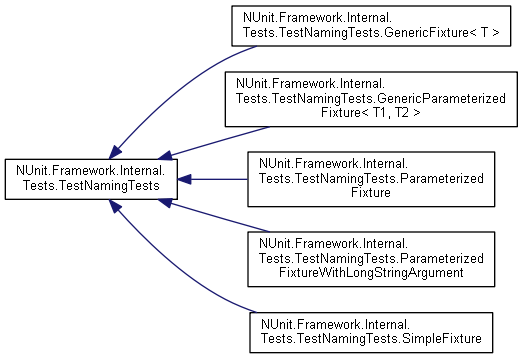 NUnit.Framework.Internal.
Tests.TestNamingTests.GenericFixture< T >
NUnit.Framework.Internal.
Tests.TestNamingTests.GenericParameterized
Fixture< T1, T2 >
NUnit.Framework.Internal.
Tests.TestNamingTests
NUnit.Framework.Internal.
Tests.TestNamingTests.Parameterized
Fixture
NUnit.Framework.Internal.
Tests.TestNamingTests.Parameterized
FixtureWithLongStringArgument
NUnit.Framework.Internal.
Tests.TestNamingTests.SimpleFixture